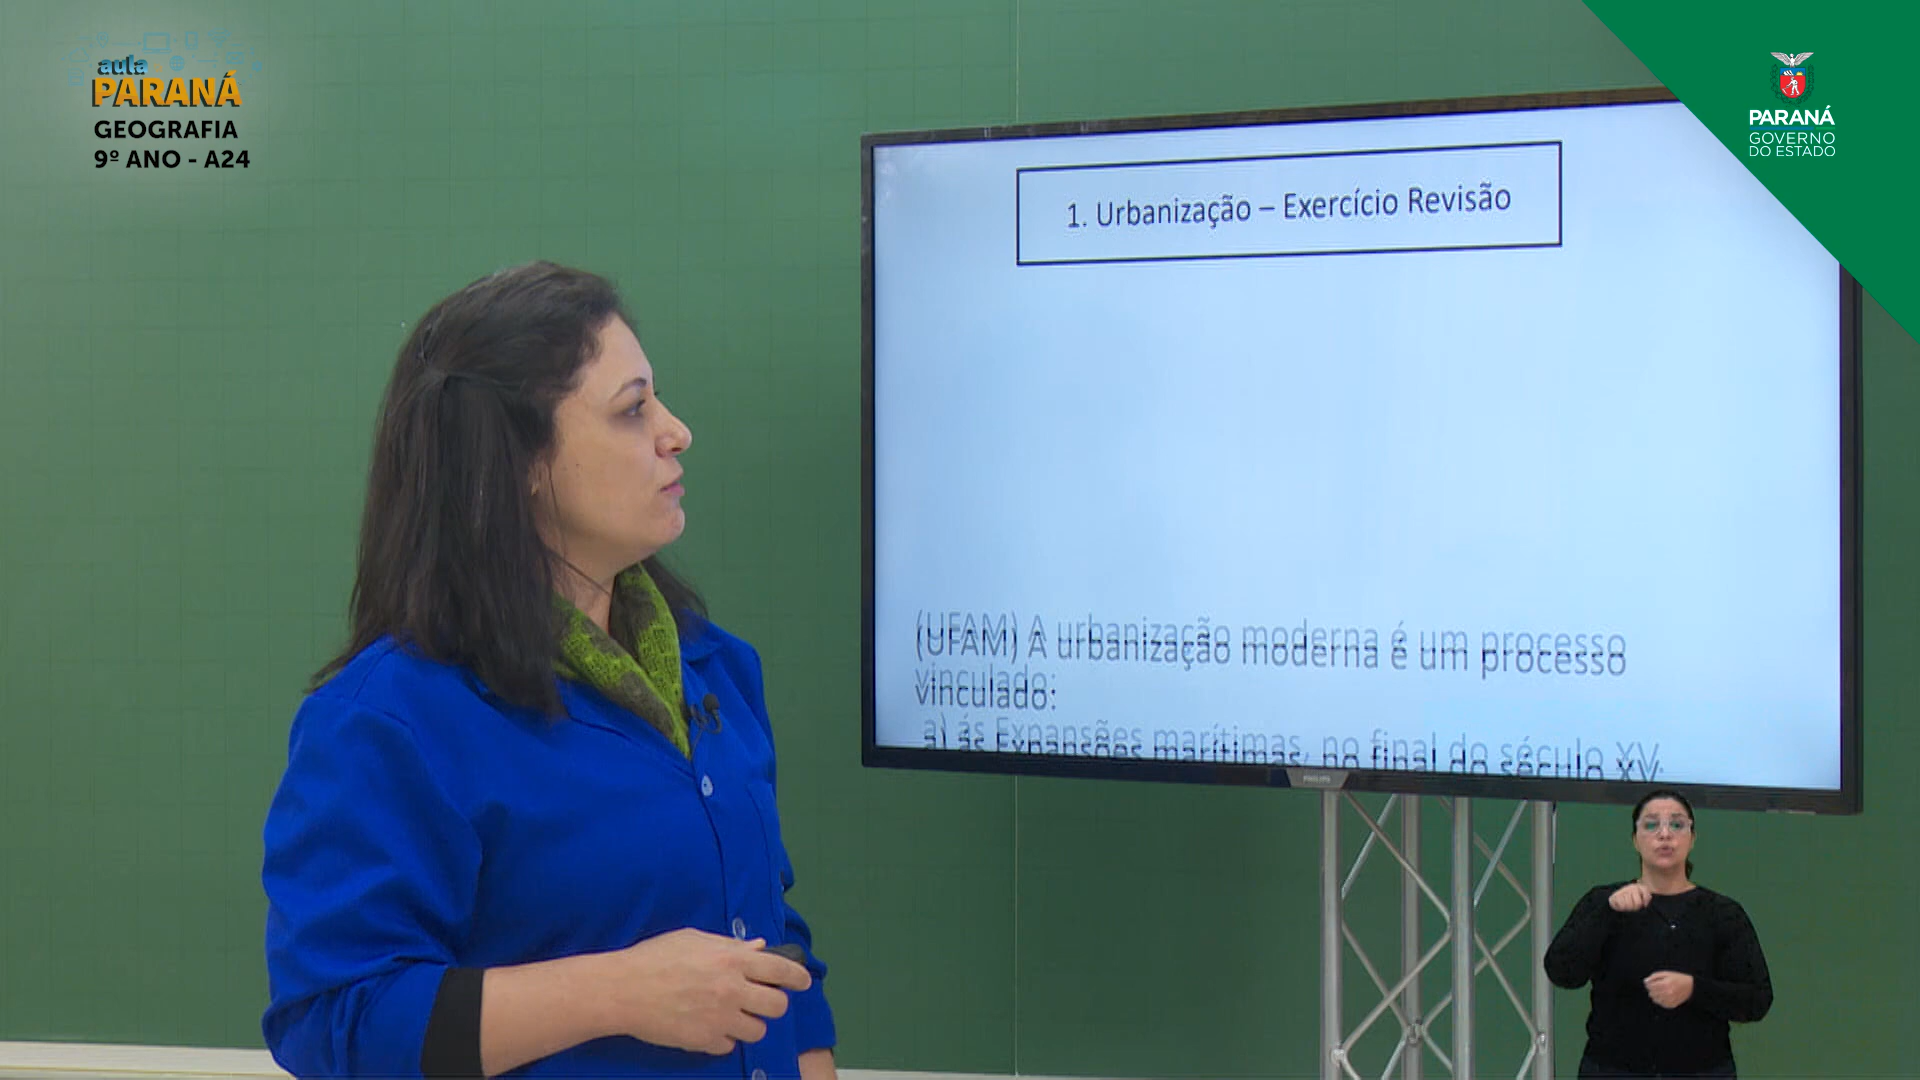 aula
PARANÁ
GEOGRAFIA
9º ANO - A24
PARANÁ
GOVERNO
DO ESTADO
1. Urbanização – Exercício Revisão
(UFAM) A urbanização moderna é um processo
vinculado:
a) ás Expansões marítimas, no final do século XV.
PHILIPS